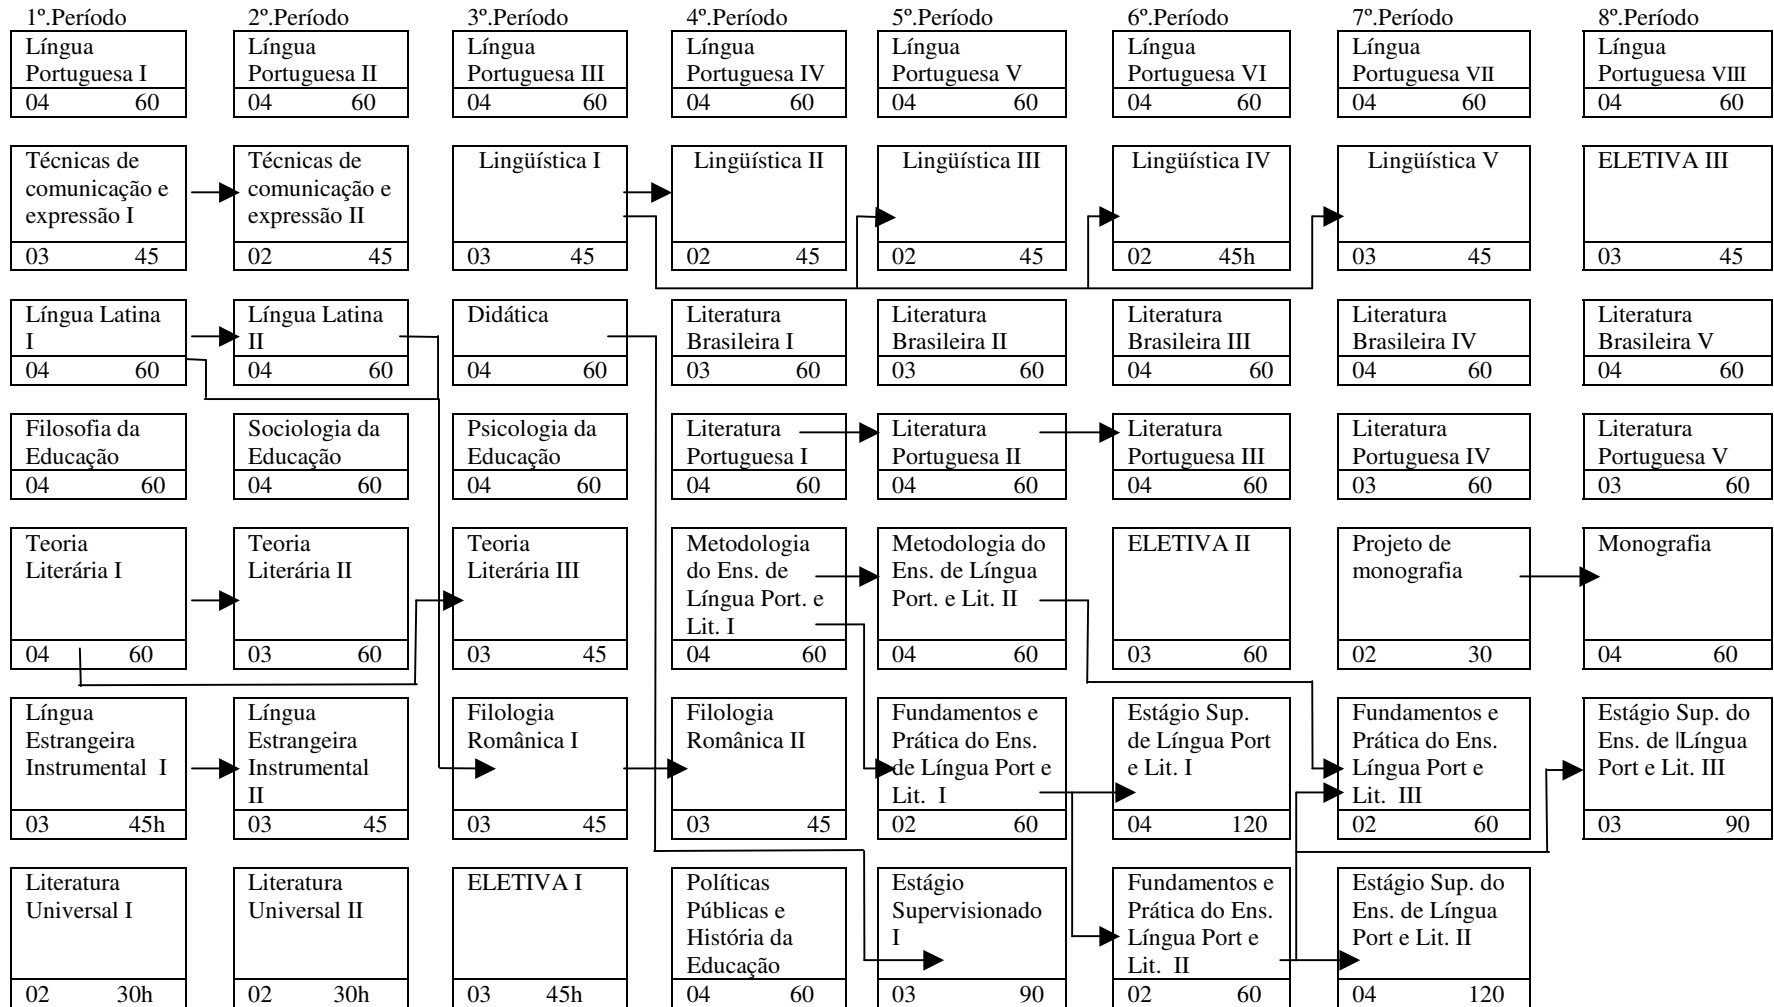 1º.Período 2º.Período 3º.Período 4º.Período 5º.Período 6º.Período 7º.Período 8º.Período
Língua Língua Língua Língua Língua Língua Língua Língua
Portuguesa I Portuguesa II Portuguesa III Portuguesa IV Portuguesa V Portuguesa VI Portuguesa VII Portuguesa VIII
04 60 04 60 04 60 04 60 04 60 04 60 04 60 04 60
Técnicas de Técnicas de Lingüística I Lingüística II Lingüística III Lingüística IV Lingüística V ELETIVA III
comunicação e comunicação e
expressão I expressão II
03 45 02 45 03 45 02 45 02 45 02 45h 03 45 03 45
Língua Latina Língua Latina Didática Literatura Literatura Literatura Literatura Literatura
I II Brasileira I Brasileira II Brasileira III Brasileira IV Brasileira V
04 60 04 60 04 60 03 60 03 60 04 60 04 60 04 60
Filosofia da Sociologia da Psicologia da Literatura Literatura Literatura Literatura Literatura
Educação Educação Educação Portuguesa I Portuguesa II Portuguesa III Portuguesa IV Portuguesa V
04 60 04 60 04 60 04 60 04 60 04 60 03 60 03 60
Teoria Teoria Teoria Metodologia Metodologia do ELETIVA II Projeto de Monografia
Literária I Literária II Literária III do Ens. de Ens. de Língua monografia
Língua Port. e Port. e Lit. II
Lit. I
04 60 03 60 03 45 04 60 04 60 03 60 02 30 04 60
Língua Língua Filologia Filologia Fundamentos e Estágio Sup. Fundamentos e Estágio Sup. do
Estrangeira Estrangeira Românica I Românica II Prática do Ens. de Língua Port Prática do Ens. Ens. de lLíngua
Instrumental I Instrumental de Língua Port e e Lit. I Língua Port e Port e Lit. III
II Lit. I Lit. III
03 45h 03 45 03 45 03 45 02 60 04 120 02 60 03 90
Literatura Literatura ELETIVA I Políticas Estágio Fundamentos e Estágio Sup. do
Universal I Universal II Públicas e Supervisionado Prática do Ens. Ens. de Língua
História da I Língua Port e Port e Lit. II
Educação Lit. II
02 30h 02 30h 03 45h 04 60 03 90 02 60 04 120